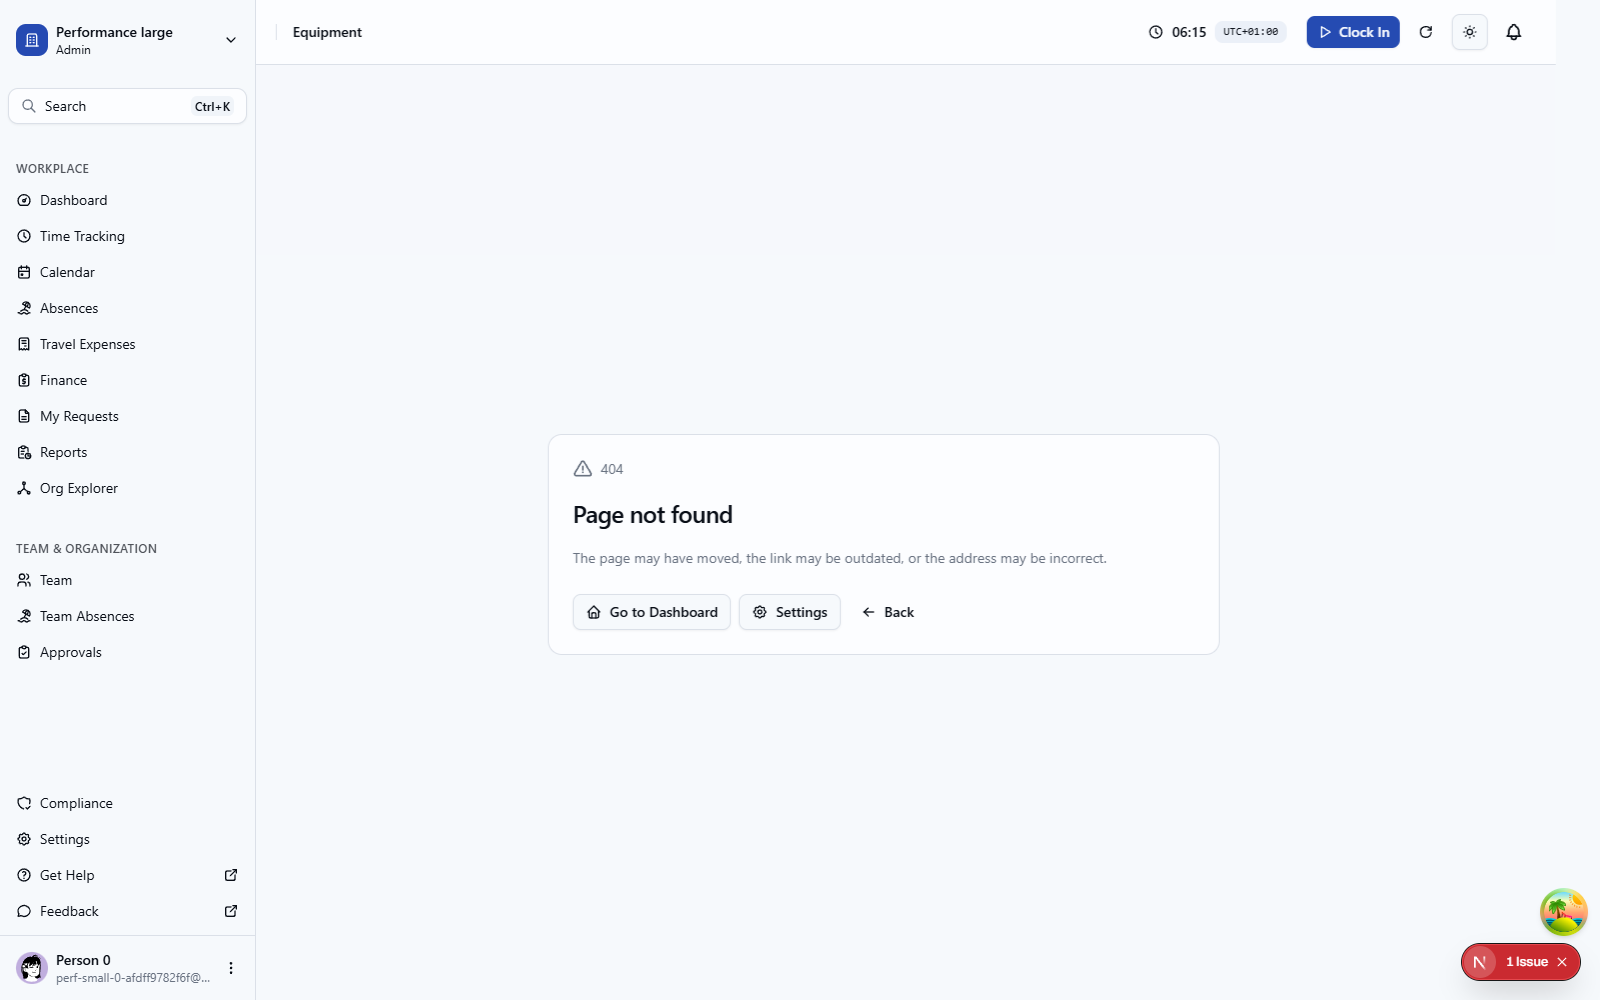 Performance large
Admin
Search
Ctrl+K
WORKPLACE
Dashboard
Time Tracking
Calendar
Absences
Travel Expenses
Finance
My Requests
Reports
Org Explorer
TEAM & ORGANIZATION
Team
Team Absences
Approvals
Compliance
Settings
Get Help
Feedback
Person 0
perf-small-0-afdff9782f6f@...
Equipment
06:15
UTC+01:00
Clock In
404
Page not found
The page may have moved, the link may be outdated, or the address may be incorrect.
Go to Dashboard
Settings
Back
N
1 Issue